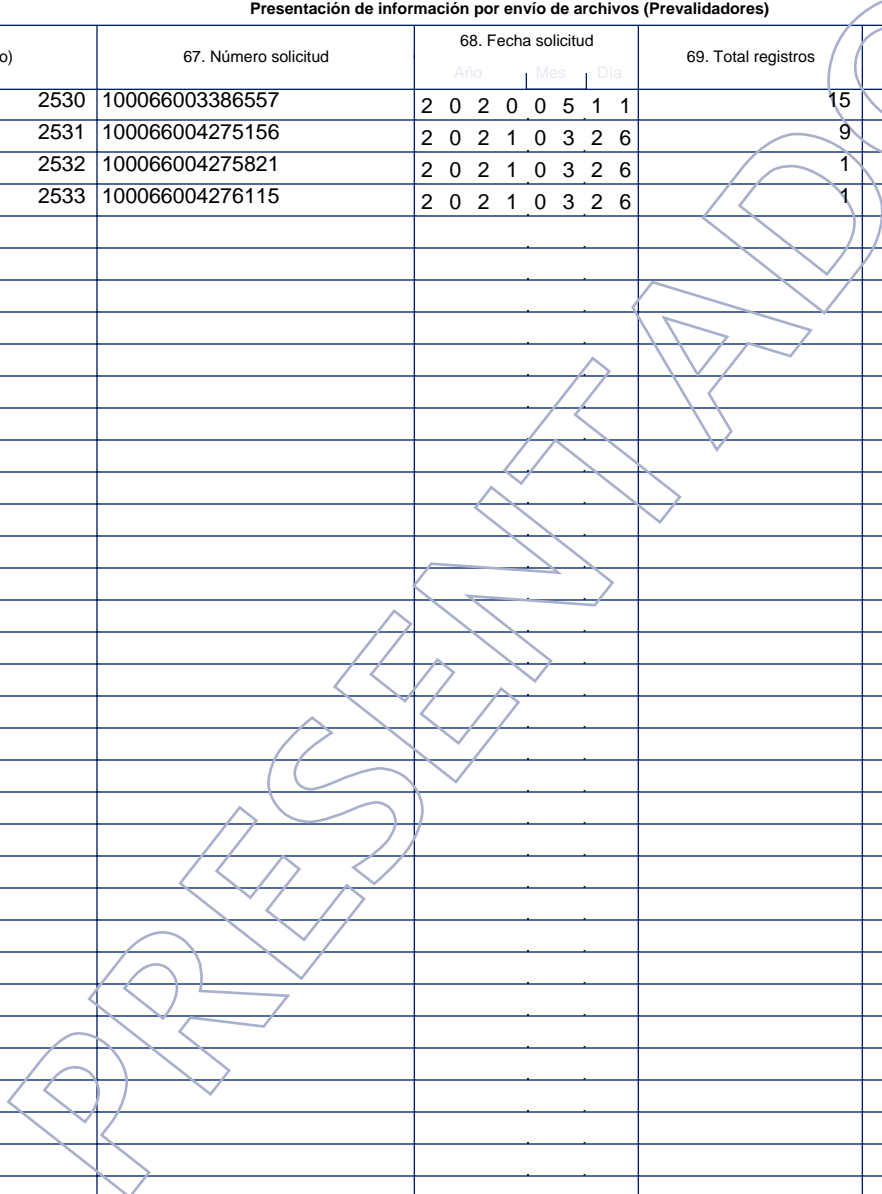 Presentación de información por envío de archivos (Prevalidadores)
o) 67. Número solicitud 68. Fecha solicitud 69. Total registros
Año Mes Día
2530 100066003386557 2 0 2 0 0 5 1 1 15
2531 100066004275156 2 0 2 1 0 3 2 6 9
2532 100066004275821 2 0 2 1 0 3 2 6 1
2533 100066004276115 2 0 2 1 0 3 2 6 1
PRESENTADO